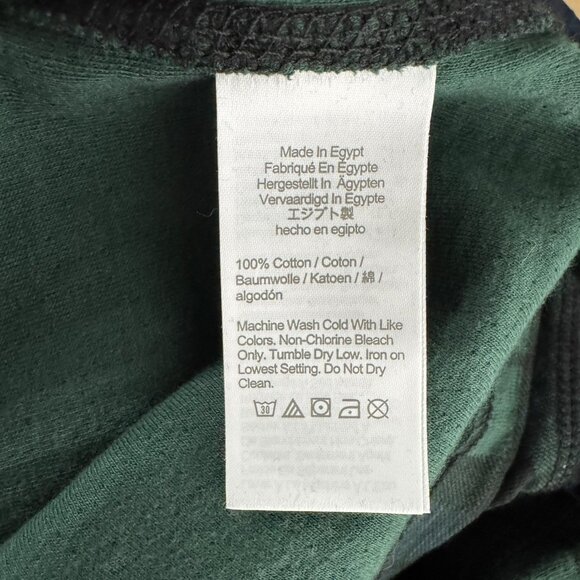 Made In Egypt
Fabriqué En Egypte
Hergestellt In Ägypten
Vervaardigd In Egypte
エジプト製
hecho en egipto
100% Cotton / Coton /
Baumwolle / Katoen / 綿 /
algodón
Machine Wash Cold With Like
Colors. Non-Chlorine Bleach
Only. Tumble Dry Low. Iron on
Lowest Setting. Do Not Dry
Clean.
30